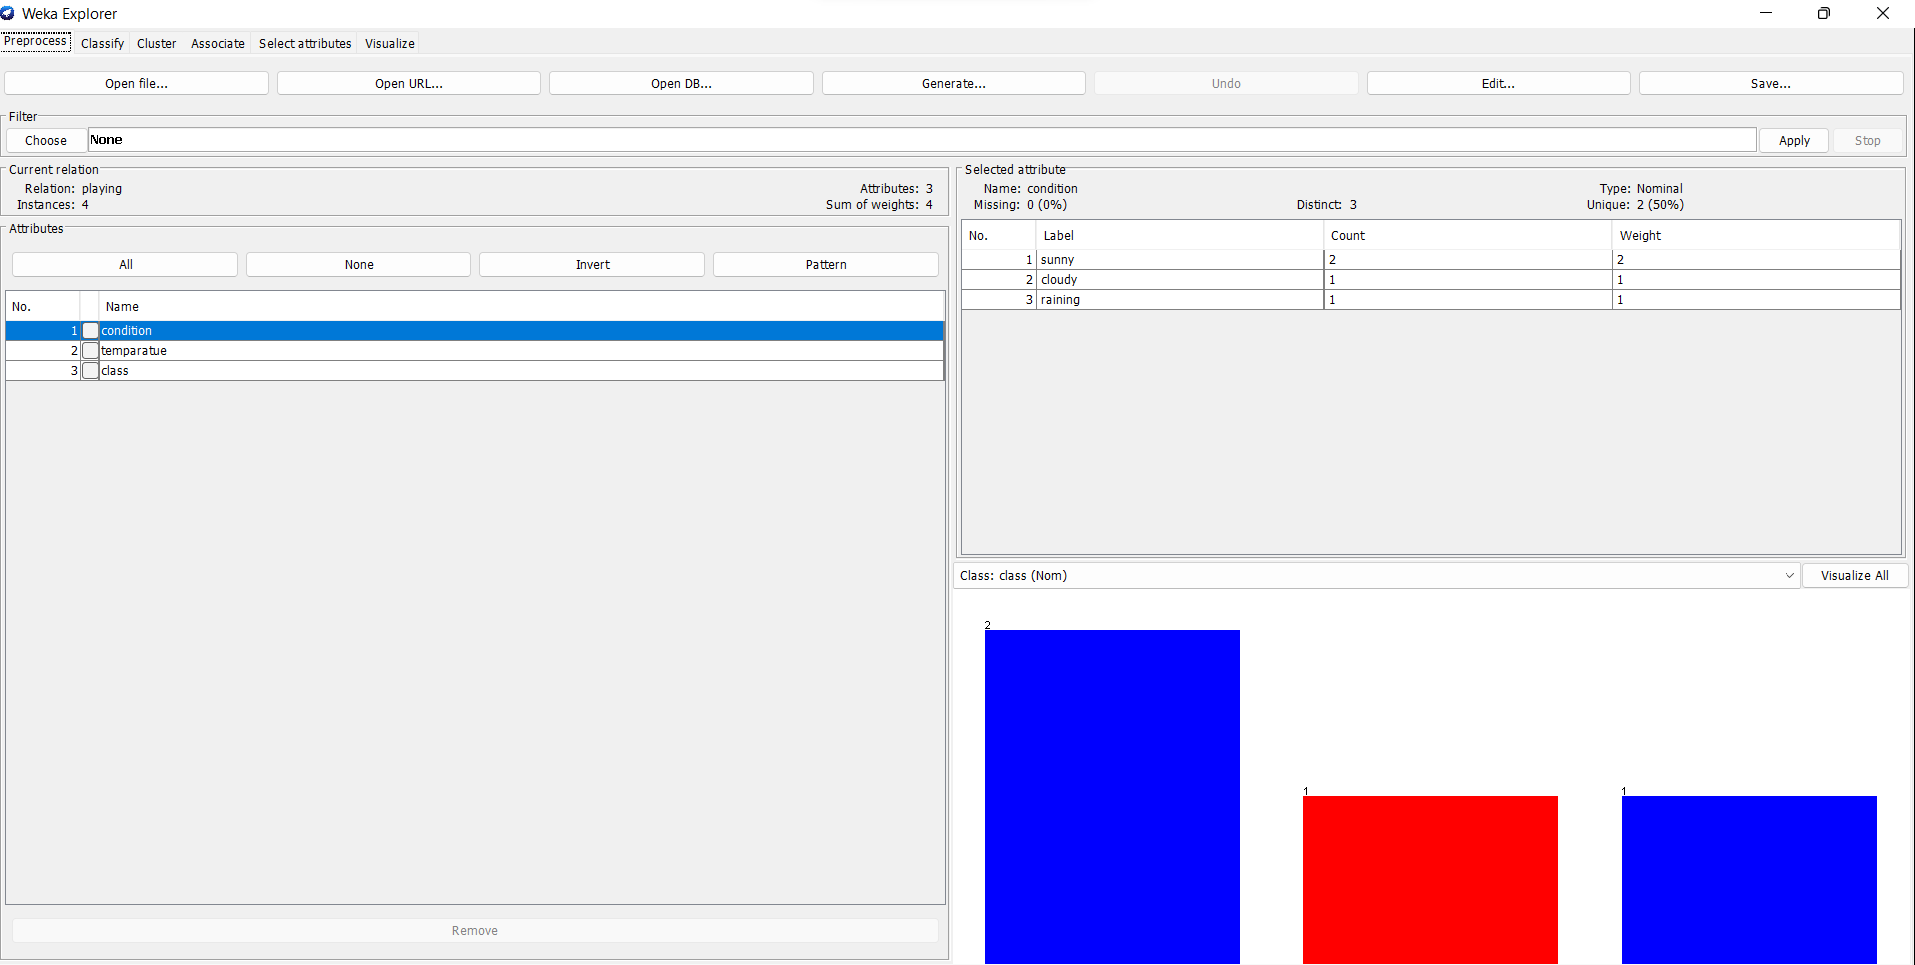 Weka Explorer
Preprocess Classify Cluster Associate Select attributes Visualize
Open file... Open URL... Open DB... Generate... Undo Edit... Save...
Filter
Choose None Apply Stop
Current relation
Relation: playing Attributes: 3
Instances: 4 Sum of weights: 4
Attributes
All None Invert Pattern
No. Name
1 condition
2 temparatue
3 class
Remove
Selected attribute
Name: condition Type: Nominal
Missing: 0 (0%) Distinct: 3 Unique: 2 (50%)
No. Label Count Weight
1 sunny 2 2
2 cloudy 1 1
3 raining 1 1
Class: class (Nom) Visualize All
2
1 1